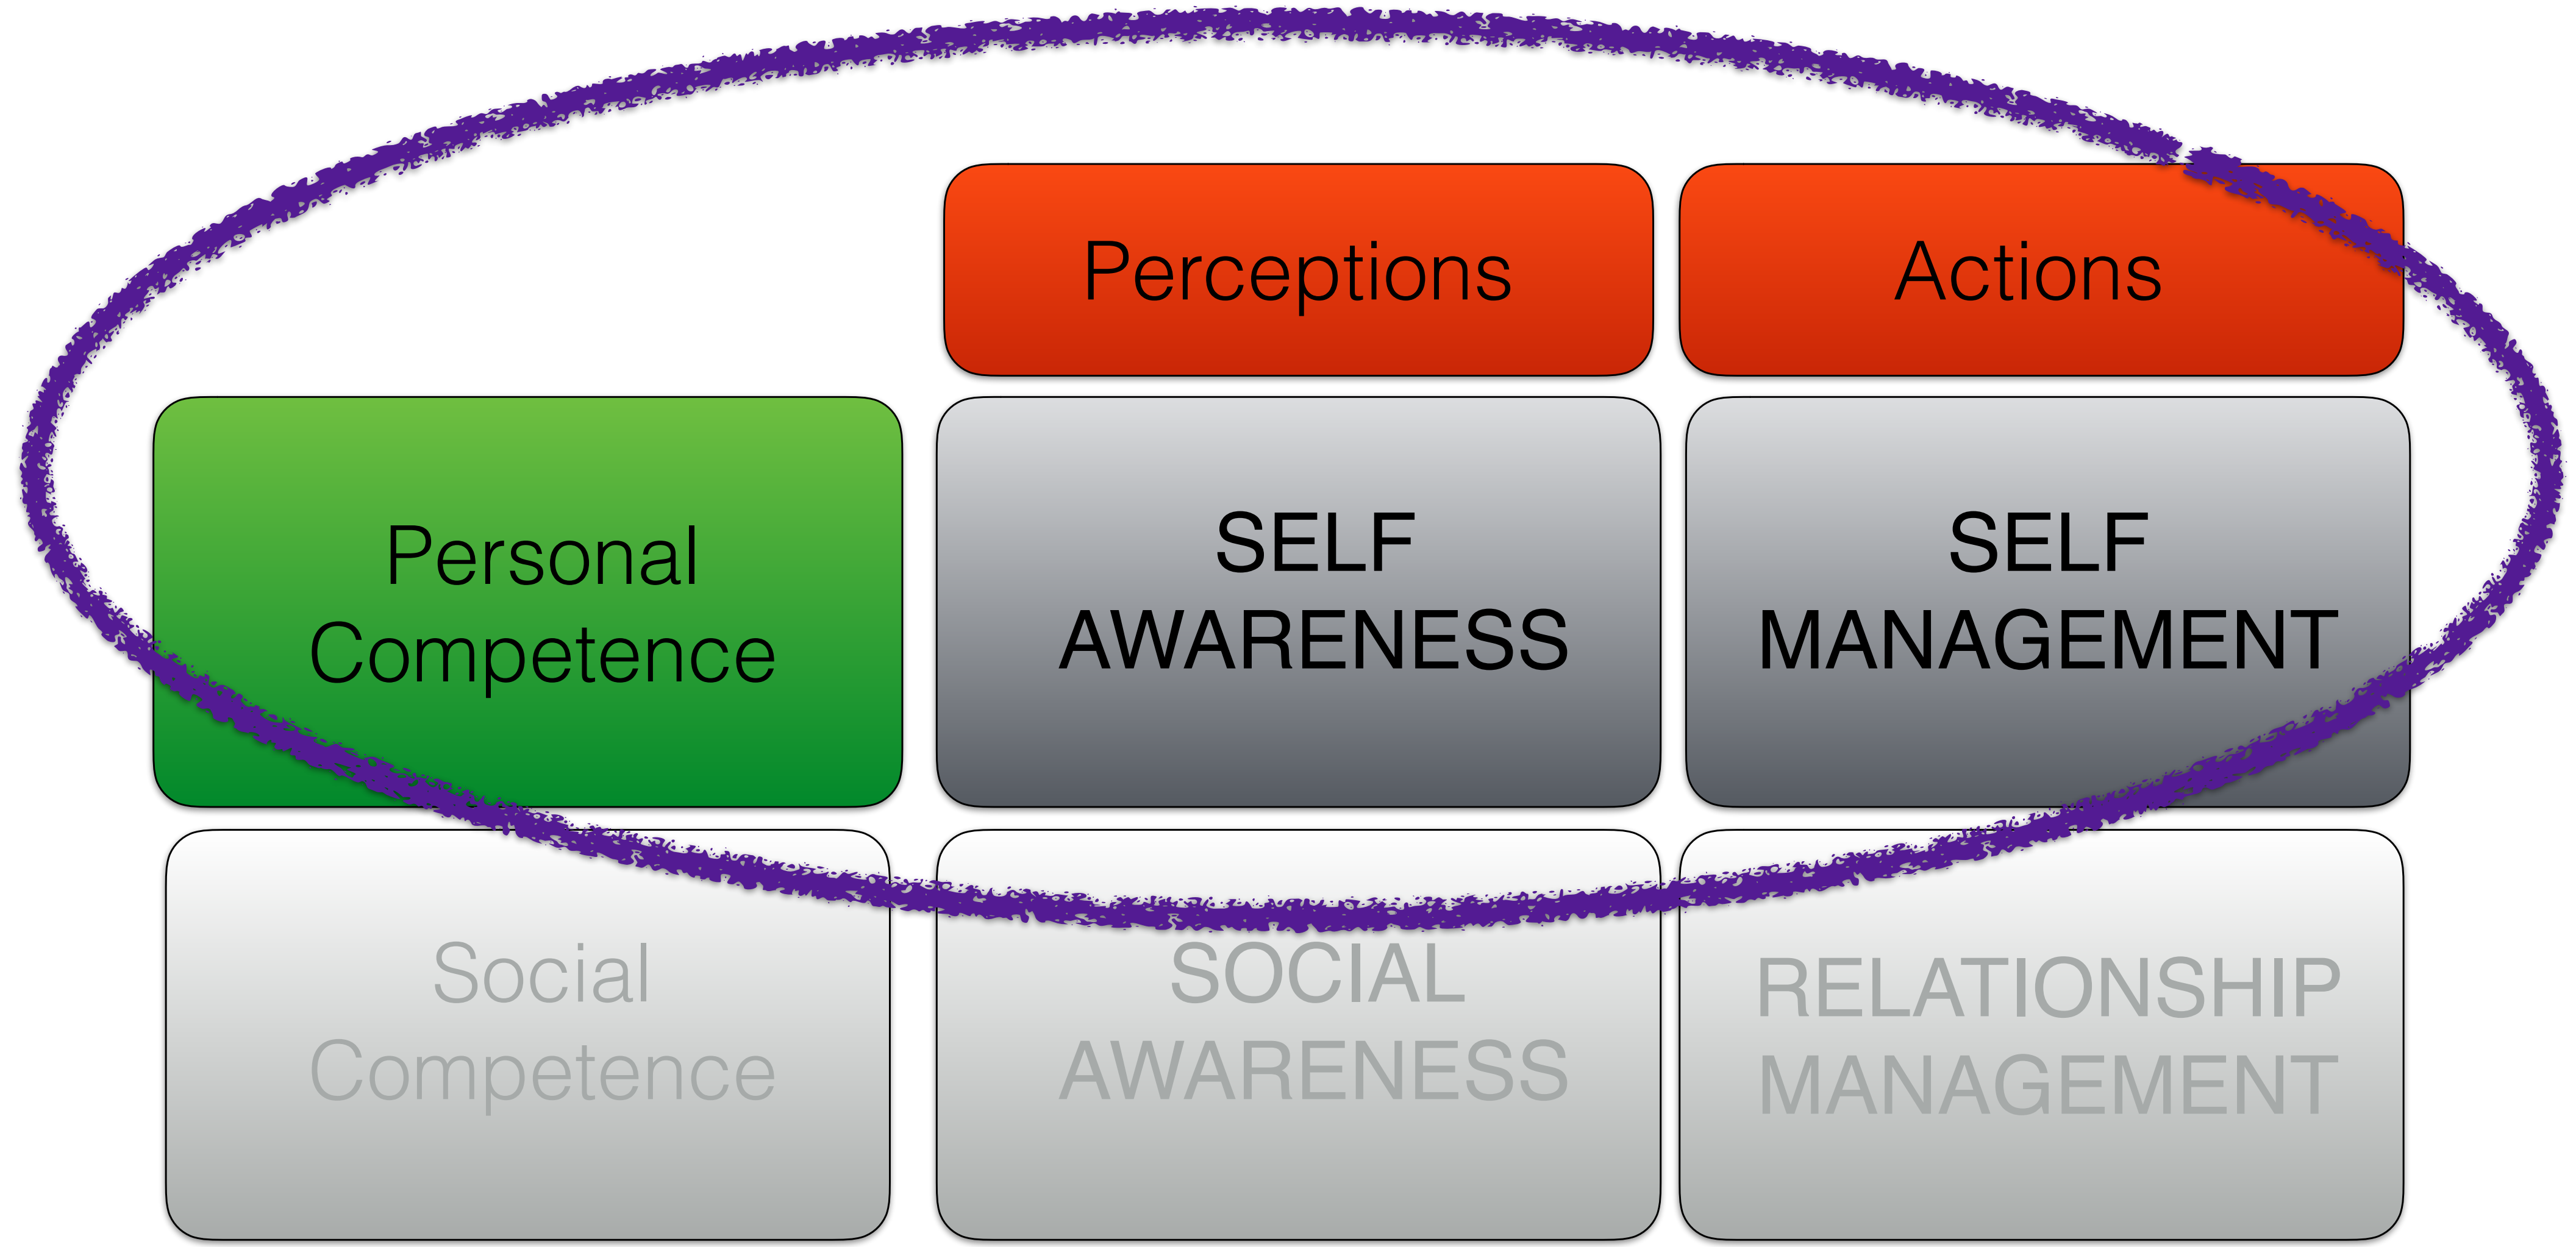 Perceptions
Actions
Personal
Competence
SELF
AWARENESS
SELF
MANAGEMENT
Social
Competence
SOCIAL
AWARENESS
RELATIONSHIP
MANAGEMENT